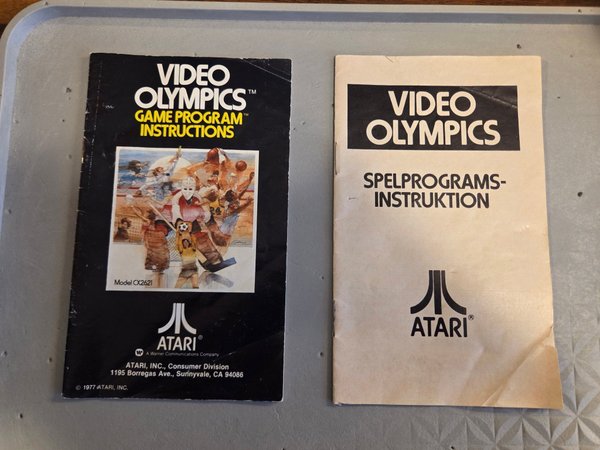 VIDEO
OLYMPICS™
GAME PROGRAM™
INSTRUCTIONS
Model CX2621
ATARI®
A Warner Communications Company
ATARI, INC., Consumer Division
1195 Borregas Ave., Sunnyvale, CA 94086
© 1977 ATARI, INC.
VIDEO
OLYMPICS
SPELPROGRAMS-
INSTRUKTION
ATARI®